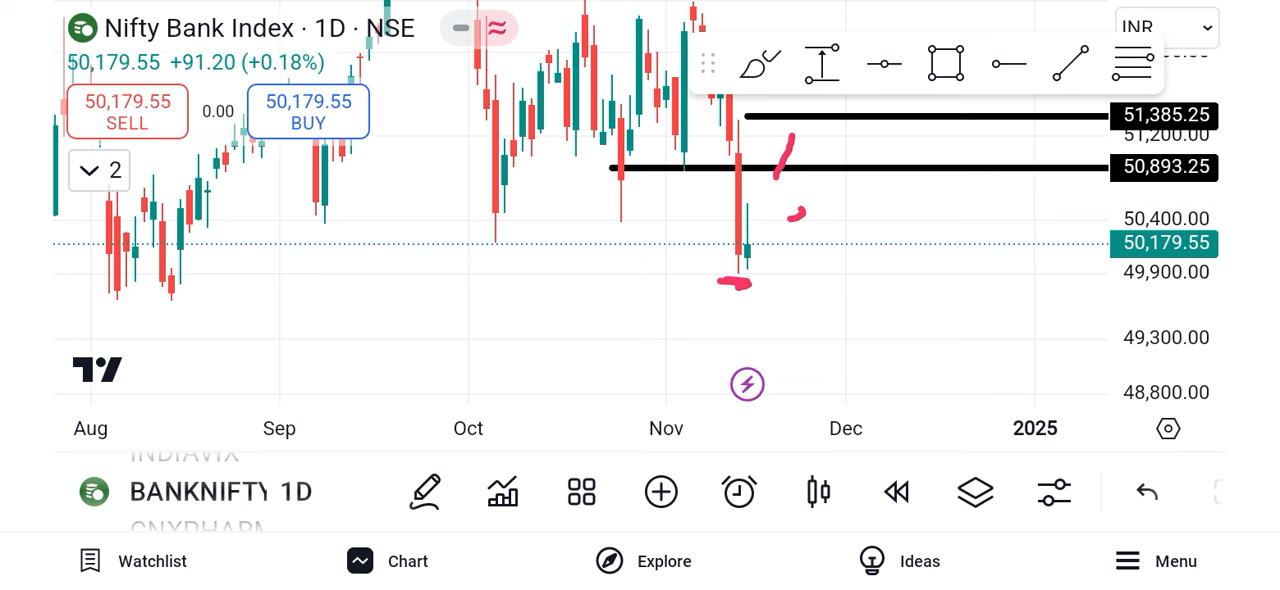 Nifty Bank Index · 1D · NSE
INR
50,179.55 +91.20 (+0.18%)
50,179.55 SELL
0.00
50,179.55 BUY
2
51,385.25
51,200.00
50,893.25
50,400.00
50,179.55
49,900.00
49,300.00
48,800.00
Aug Sep Oct Nov Dec 2025
INDIAVIX
BANKNIFTY 1D
CNXPHARM
Watchlist Chart Explore Ideas Menu